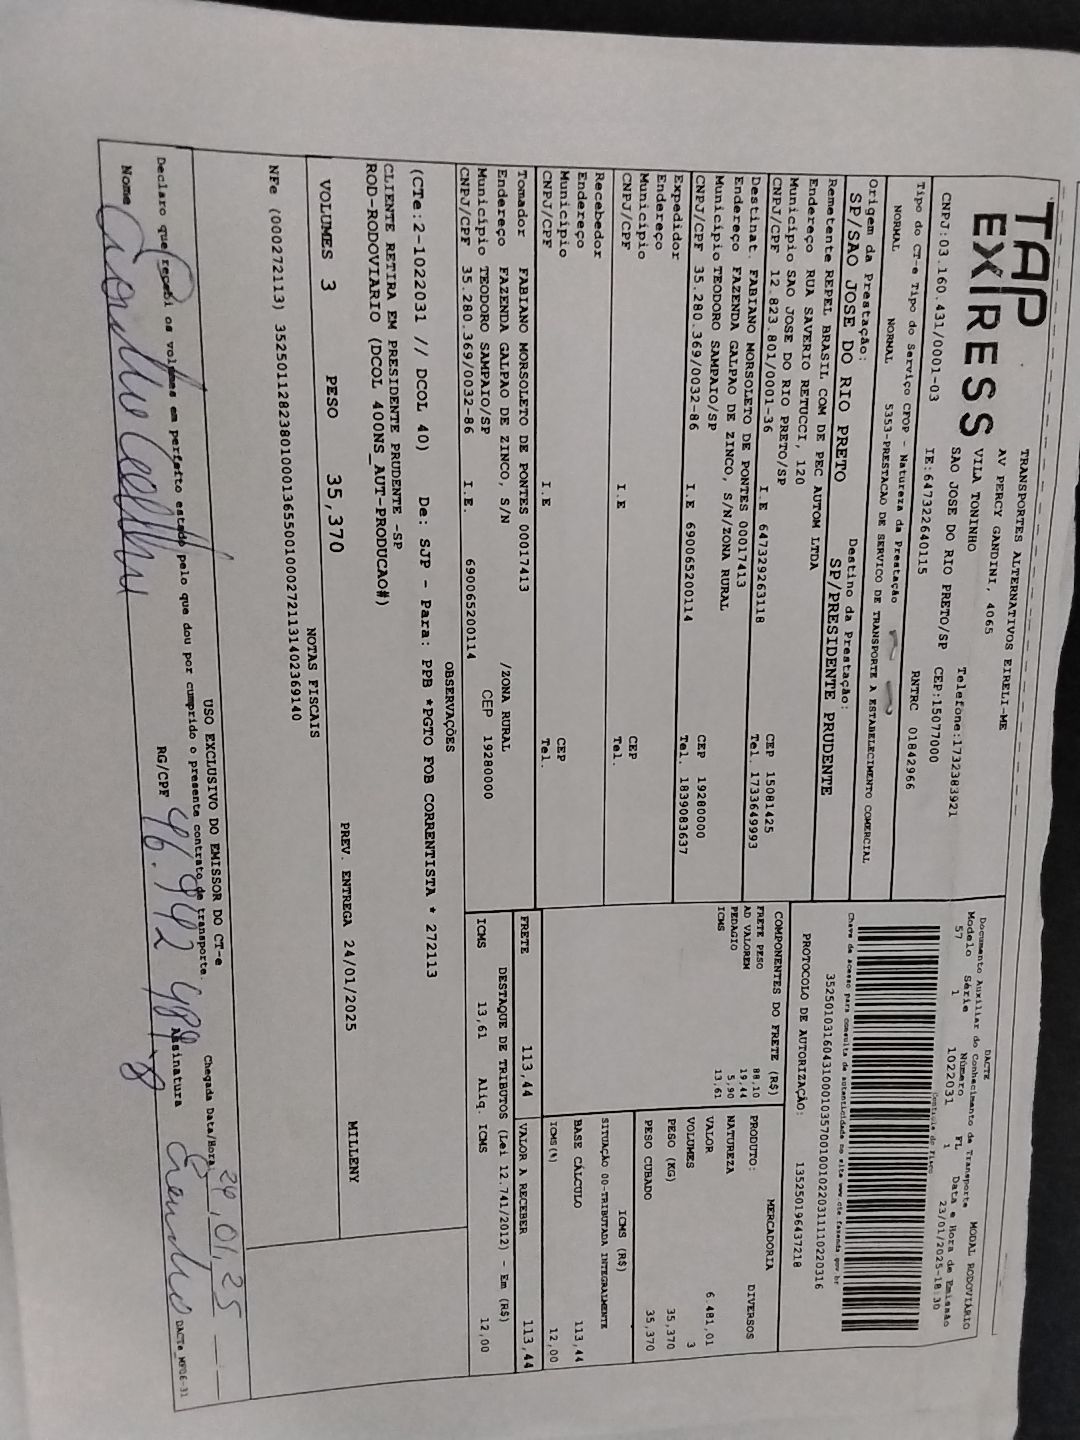 TAP
EXPRESS
TRANSPORTES ALTERNATIVOS EIRELI-ME
AV PERCY GANDINI, 4065
VILA TONINHO
SAO JOSE DO RIO PRETO/SP CEP:15077000
Telefone:1732383921
CNPJ:03.160.431/0001-03 IE:647322640115 RNTRC 01842966
DACTE MODAL RODOVIÁRIO
Documento Auxiliar do Conhecimento de Transporte
Modelo Série Número FL Data e Hora de Emissão
57 1 1022031 1 23/01/2025-18:30
Controle do Fisco
Tipo do CT-e Tipo do Serviço CFOP - Natureza da Prestação
NORMAL NORMAL 5353-PRESTACAO DE SERVICO DE TRANSPORTE A ESTABELECIMENTO COMERCIAL
Chave de acesso para consulta de autenticidade no site www.cte.fazenda.gov.br
35250103160431000103570010010220311110220316
PROTOCOLO DE AUTORIZAÇÃO: 135250196437218
Origem da Prestação: Destino da Prestação:
SP/SAO JOSE DO RIO PRETO SP/PRESIDENTE PRUDENTE
Remetente REPEL BRASIL COM DE PEC AUTOM LTDA
Endereço RUA SAVERIO RETUCCI, 120
Município SAO JOSE DO RIO PRETO/SP CEP 15081425
CNPJ/CPF 12.823.801/0001-36 I.E 647329263118 Tel. 1733649993
Destinat. FABIANO MORSOLETO DE PONTES 00017413
Endereço FAZENDA GALPAO DE ZINCO, S/N/ZONA RURAL
Município TEODORO SAMPAIO/SP CEP 19280000
CNPJ/CPF 35.280.369/0032-86 I.E 690065200114 Tel. 1839083637
Expedidor
Endereço
Município CEP
CNPJ/CPF I.E Tel.
Recebedor
Endereço
Município CEP
CNPJ/CPF I.E Tel.
Tomador FABIANO MORSOLETO DE PONTES 00017413
Endereço FAZENDA GALPAO DE ZINCO, S/N /ZONA RURAL
Município TEODORO SAMPAIO/SP CEP 19280000
CNPJ/CPF 35.280.369/0032-86 I.E. 690065200114
COMPONENTES DO FRETE (R$)
FRETE PESO 88,10
AD VALOREM 19,44
PEDAGIO 5,90
ICMS 13,61
MERCADORIA
PRODUTO: DIVERSOS
NATUREZA
VALOR 6.481,01
VOLUMES 3
PESO (KG) 35,370
PESO CUBADO 35,370
ICMS (R$)
SITUAÇÃO 00-TRIBUTADA INTEGRALMENTE
BASE CÁLCULO 113,44
ICMS(%) 12,00
FRETE 113,44 VALOR A RECEBER 113,44
DESTAQUE DE TRIBUTOS (Lei 12.741/2012) - Em (R$)
ICMS 13,61 Aliq. ICMS 12,00
OBSERVAÇÕES
(CTe:2-1022031 // DCOL 40) De: SJP - Para: PPB *PGTO FOB CORRENTISTA * 272113
CLIENTE RETIRA EM PRESIDENTE PRUDENTE -SP
ROD-RODOVIARIO (DCOL 400NS_AUT-PRODUCAO#)
VOLUMES 3 PESO 35,370 PREV. ENTREGA 24/01/2025 MILLENY
NOTAS FISCAIS
NFe (000272113) 35250112823801000136550010002721131402369140
USO EXCLUSIVO DO EMISSOR DO CT-e
Declaro que recebi os volumes em perfeito estado pelo que dou por cumprido o presente contrato de transporte.
Chegada Data/Hora 24,01,25
Nome RG/CPF Assinatura
DACTe_MP06-31